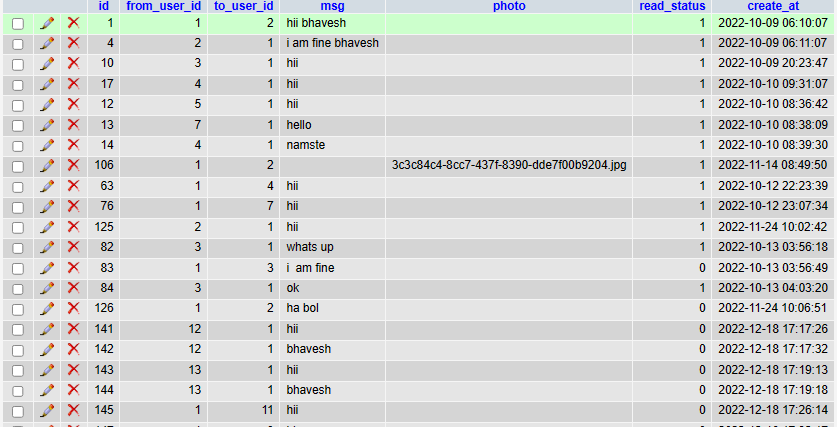 id from_user_id to_user_id msg photo read_status create_at
1 1 2 hii bhavesh 1 2022-10-09 06:10:07
4 2 1 i am fine bhavesh 1 2022-10-09 06:11:07
10 3 1 hii 1 2022-10-09 20:23:47
17 4 1 hii 1 2022-10-10 09:31:07
12 5 1 hii 1 2022-10-10 08:36:42
13 7 1 hello 1 2022-10-10 08:38:09
14 4 1 namste 1 2022-10-10 08:39:30
106 1 2 3c3c84c4-8cc7-437f-8390-dde7f00b9204.jpg 1 2022-11-14 08:49:50
63 1 4 hii 1 2022-10-12 22:23:39
76 1 7 hii 1 2022-10-12 23:07:34
125 2 1 hii 1 2022-11-24 10:02:42
82 3 1 whats up 1 2022-10-13 03:56:18
83 1 3 i am fine 0 2022-10-13 03:56:49
84 3 1 ok 1 2022-10-13 04:03:20
126 1 2 ha bol 0 2022-11-24 10:06:51
141 12 1 hii 0 2022-12-18 17:17:26
142 12 1 bhavesh 0 2022-12-18 17:17:32
143 13 1 hii 0 2022-12-18 17:19:13
144 13 1 bhavesh 0 2022-12-18 17:19:18
145 1 11 hii 0 2022-12-18 17:26:14